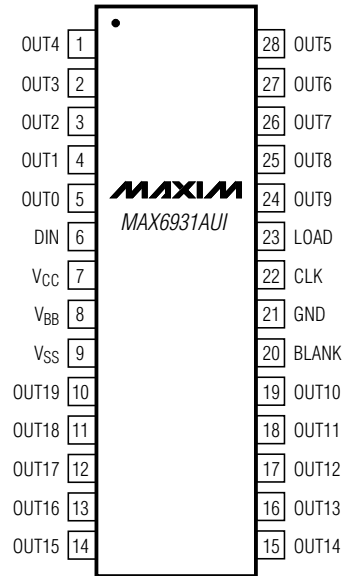 OUT4 1 28 OUT5
OUT3 2 27 OUT6
OUT2 3 26 OUT7
OUT1 4 25 OUT8
OUT0 5 MAXIM 24 OUT9
DIN 6 MAX6931AUI 23 LOAD
VCC 7 22 CLK
VBB 8 21 GND
VSS 9 20 BLANK
OUT19 10 19 OUT10
OUT18 11 18 OUT11
OUT17 12 17 OUT12
OUT16 13 16 OUT13
OUT15 14 15 OUT14